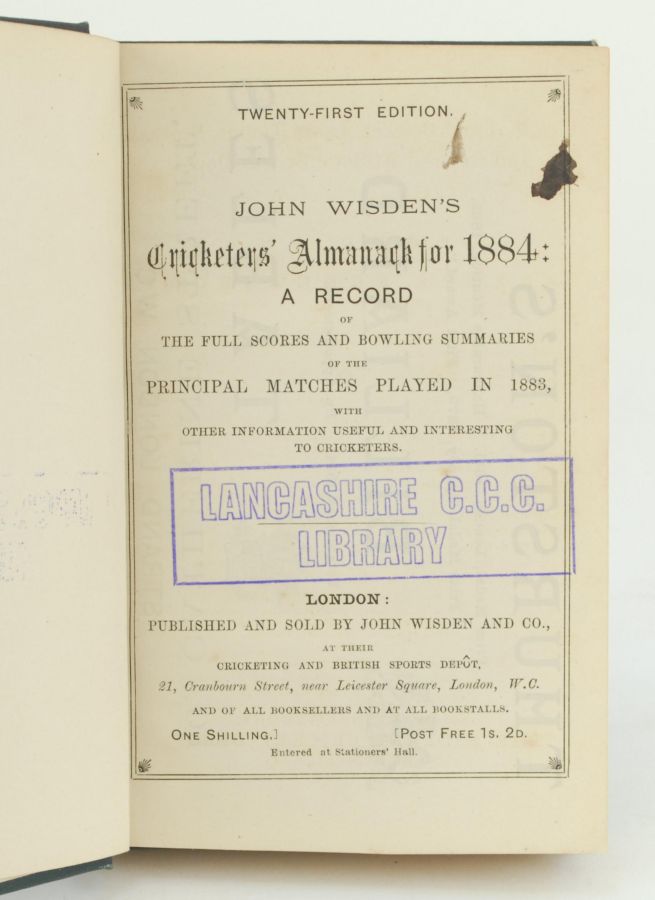 TWENTY-FIRST EDITION.
JOHN WISDEN'S
Cricketers' Almanack for 1884:
A RECORD
OF
THE FULL SCORES AND BOWLING SUMMARIES
OF THE
PRINCIPAL MATCHES PLAYED IN 1883,
WITH
OTHER INFORMATION USEFUL AND INTERESTING
TO CRICKETERS.
LANCASHIRE C.C.C.
LIBRARY
LONDON:
PUBLISHED AND SOLD BY JOHN WISDEN AND CO.,
AT THEIR
CRICKETING AND BRITISH SPORTS DEPÔT,
21, Cranbourn Street, near Leicester Square, London, W.C.
AND OF ALL BOOKSELLERS AND AT ALL BOOKSTALLS.
ONE SHILLING.] [POST FREE 1S. 2D.
Entered at Stationers' Hall.